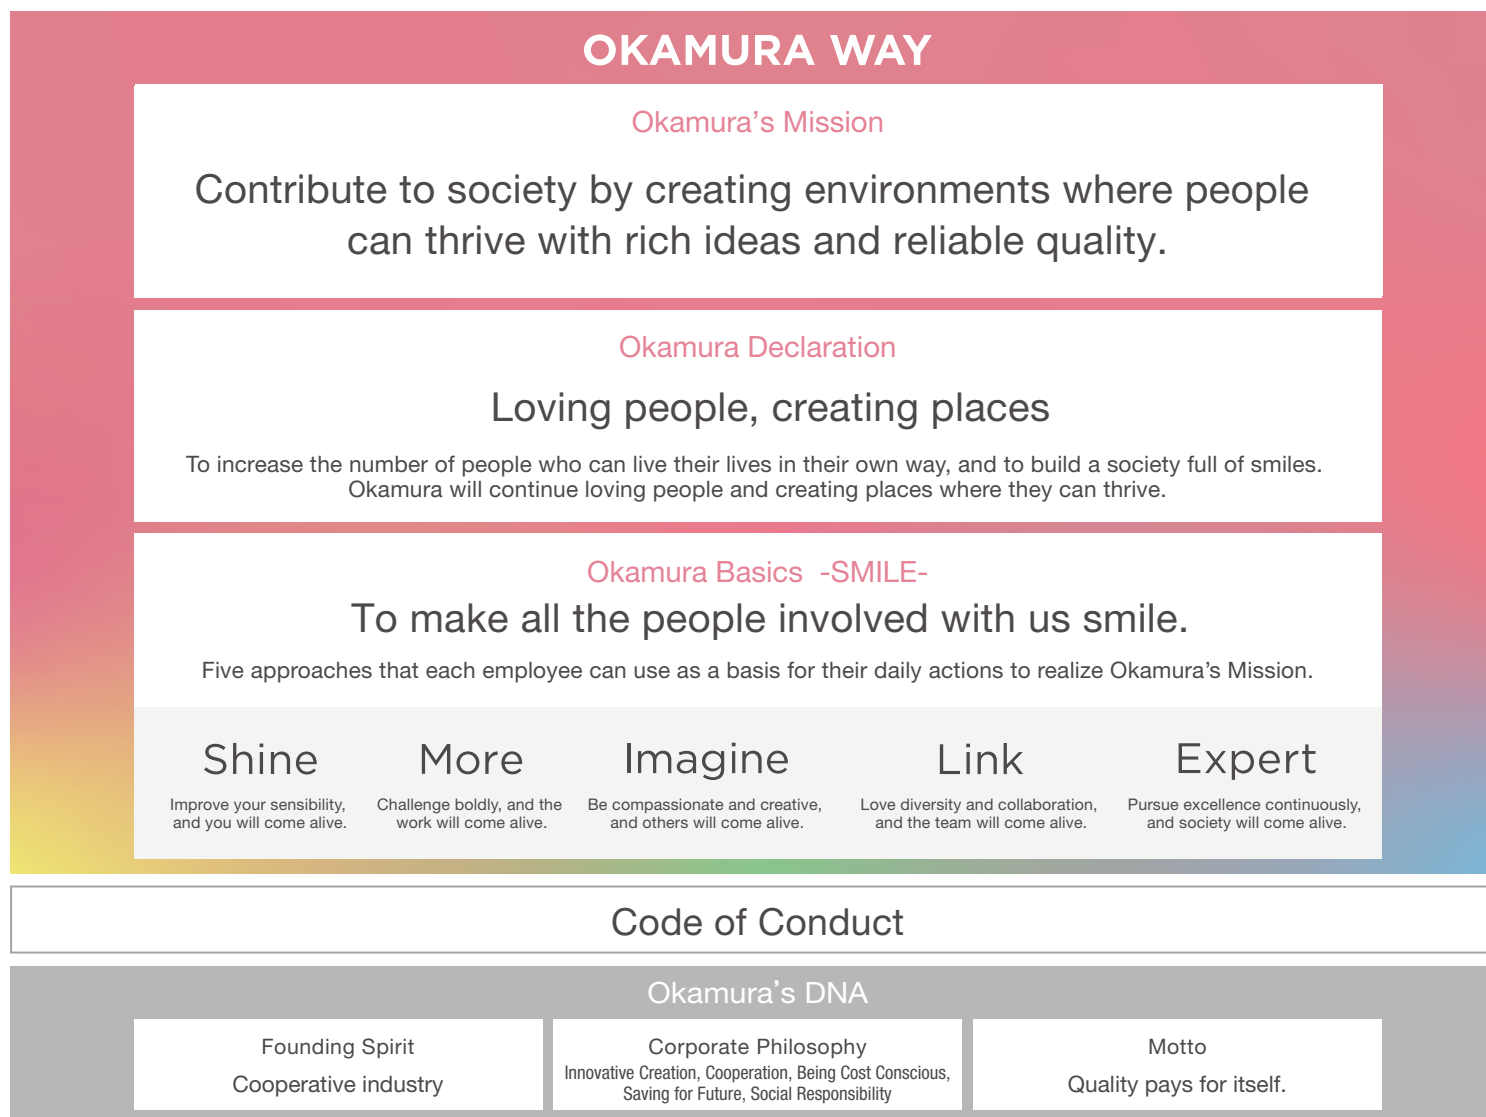 OKAMURA WAY
Okamura's Mission
Contribute to society by creating environments where people
can thrive with rich ideas and reliable quality.
Okamura Declaration
Loving people, creating places
To increase the number of people who can live their lives in their own way, and to build a society full of smiles.
Okamura will continue loving people and creating places where they can thrive.
Okamura Basics -SMILE-
To make all the people involved with us smile.
Five approaches that each employee can use as a basis for their daily actions to realize Okamura's Mission.
Shine
Improve your sensibility,
and you will come alive.
More
Challenge boldly, and the
work will come alive.
Imagine
Be compassionate and creative,
and others will come alive.
Link
Love diversity and collaboration,
and the team will come alive.
Expert
Pursue excellence continuously,
and society will come alive.
Code of Conduct
Okamura's DNA
Founding Spirit
Cooperative industry
Corporate Philosophy
Innovative Creation, Cooperation, Being Cost Conscious,
Saving for Future, Social Responsibility
Motto
Quality pays for itself.